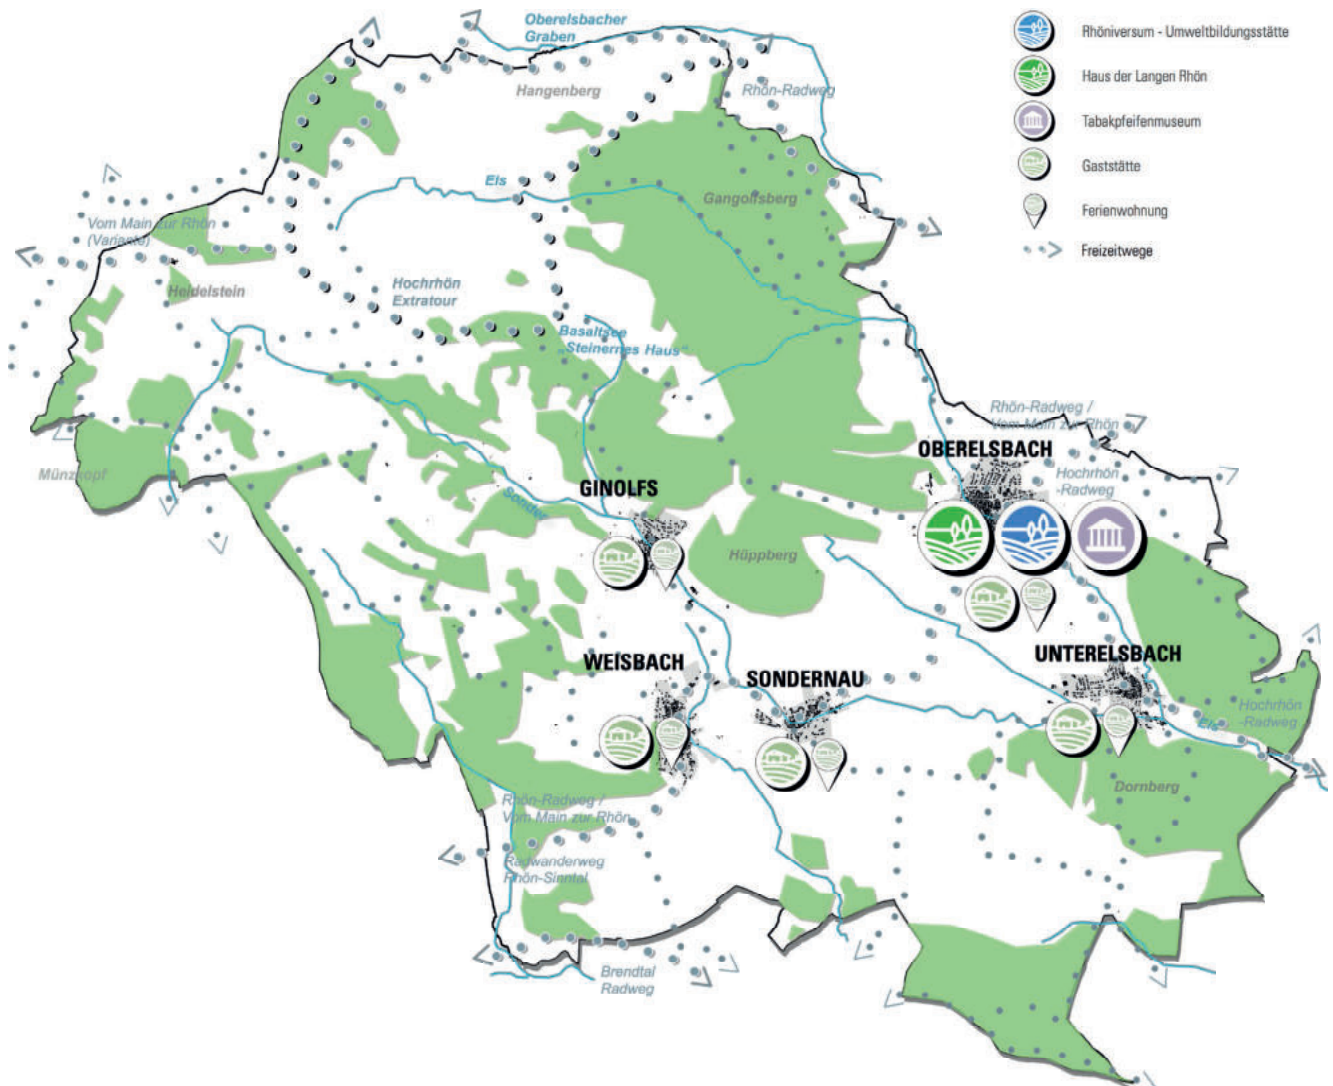 Oberelsbacher
Graben
Rhöniversum - Umweltbildungsstätte
Haus der Langen Rhön
Tabakpfeifenmuseum
Gaststätte
Ferienwohnung
Freizeitwege
Hangenberg
Rhön-Radweg
Els
Gangolfsberg
Vom Main zur Rhön
(Variante)
Heidelstein
Hochrhön
Extratour
Basaltsee
„Steinernes Haus“
Rhön-Radweg /
Vom Main zur Rhön
OBERELSBACH
Hochrhön
-Radweg
Münzkopf
GINOLFS
Sonder
Hüppberg
WEISBACH
SONDERNAU
UNTERELSBACH
Hochrhön
-Radweg
Els
Dornberg
Rhön-Radweg /
Vom Main zur Rhön
Radwanderweg
Rhön-Sinntal
Brendtal
Radweg